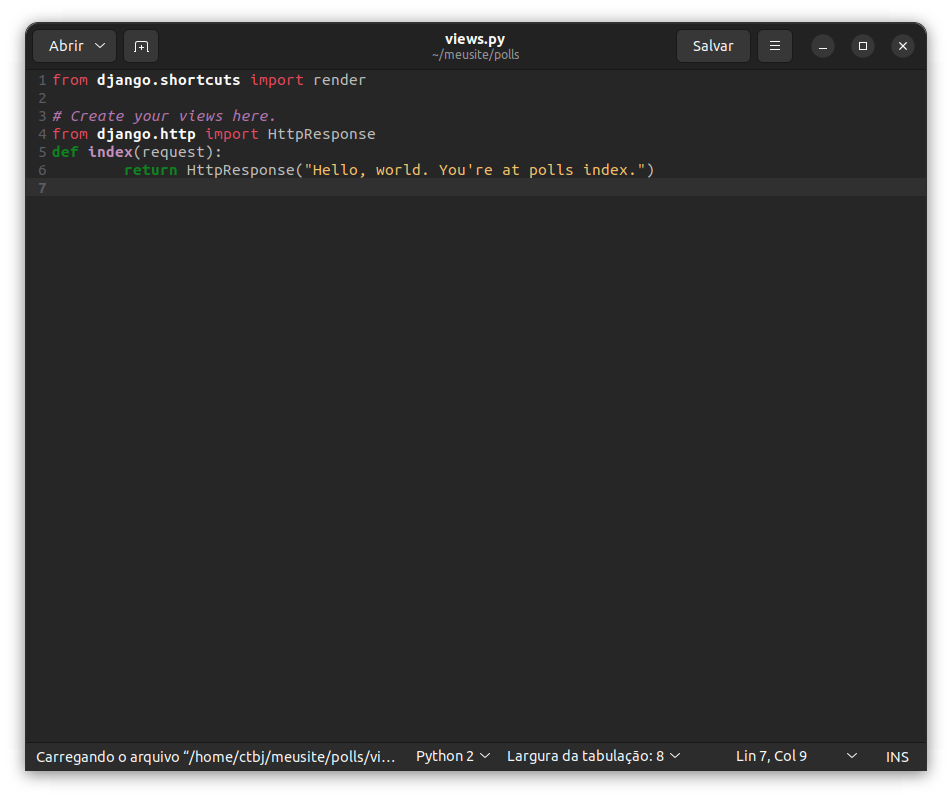 Abrir
views.py
~/meusite/polls
Salvar
1 from django.shortcuts import render
2
3 # Create your views here.
4 from django.http import HttpResponse
5 def index(request):
6         return HttpResponse("Hello, world. You're at polls index.")
7
Carregando o arquivo “/home/ctbj/meusite/polls/vi… Python 2 Largura da tabulação: 8 Lin 7, Col 9 INS